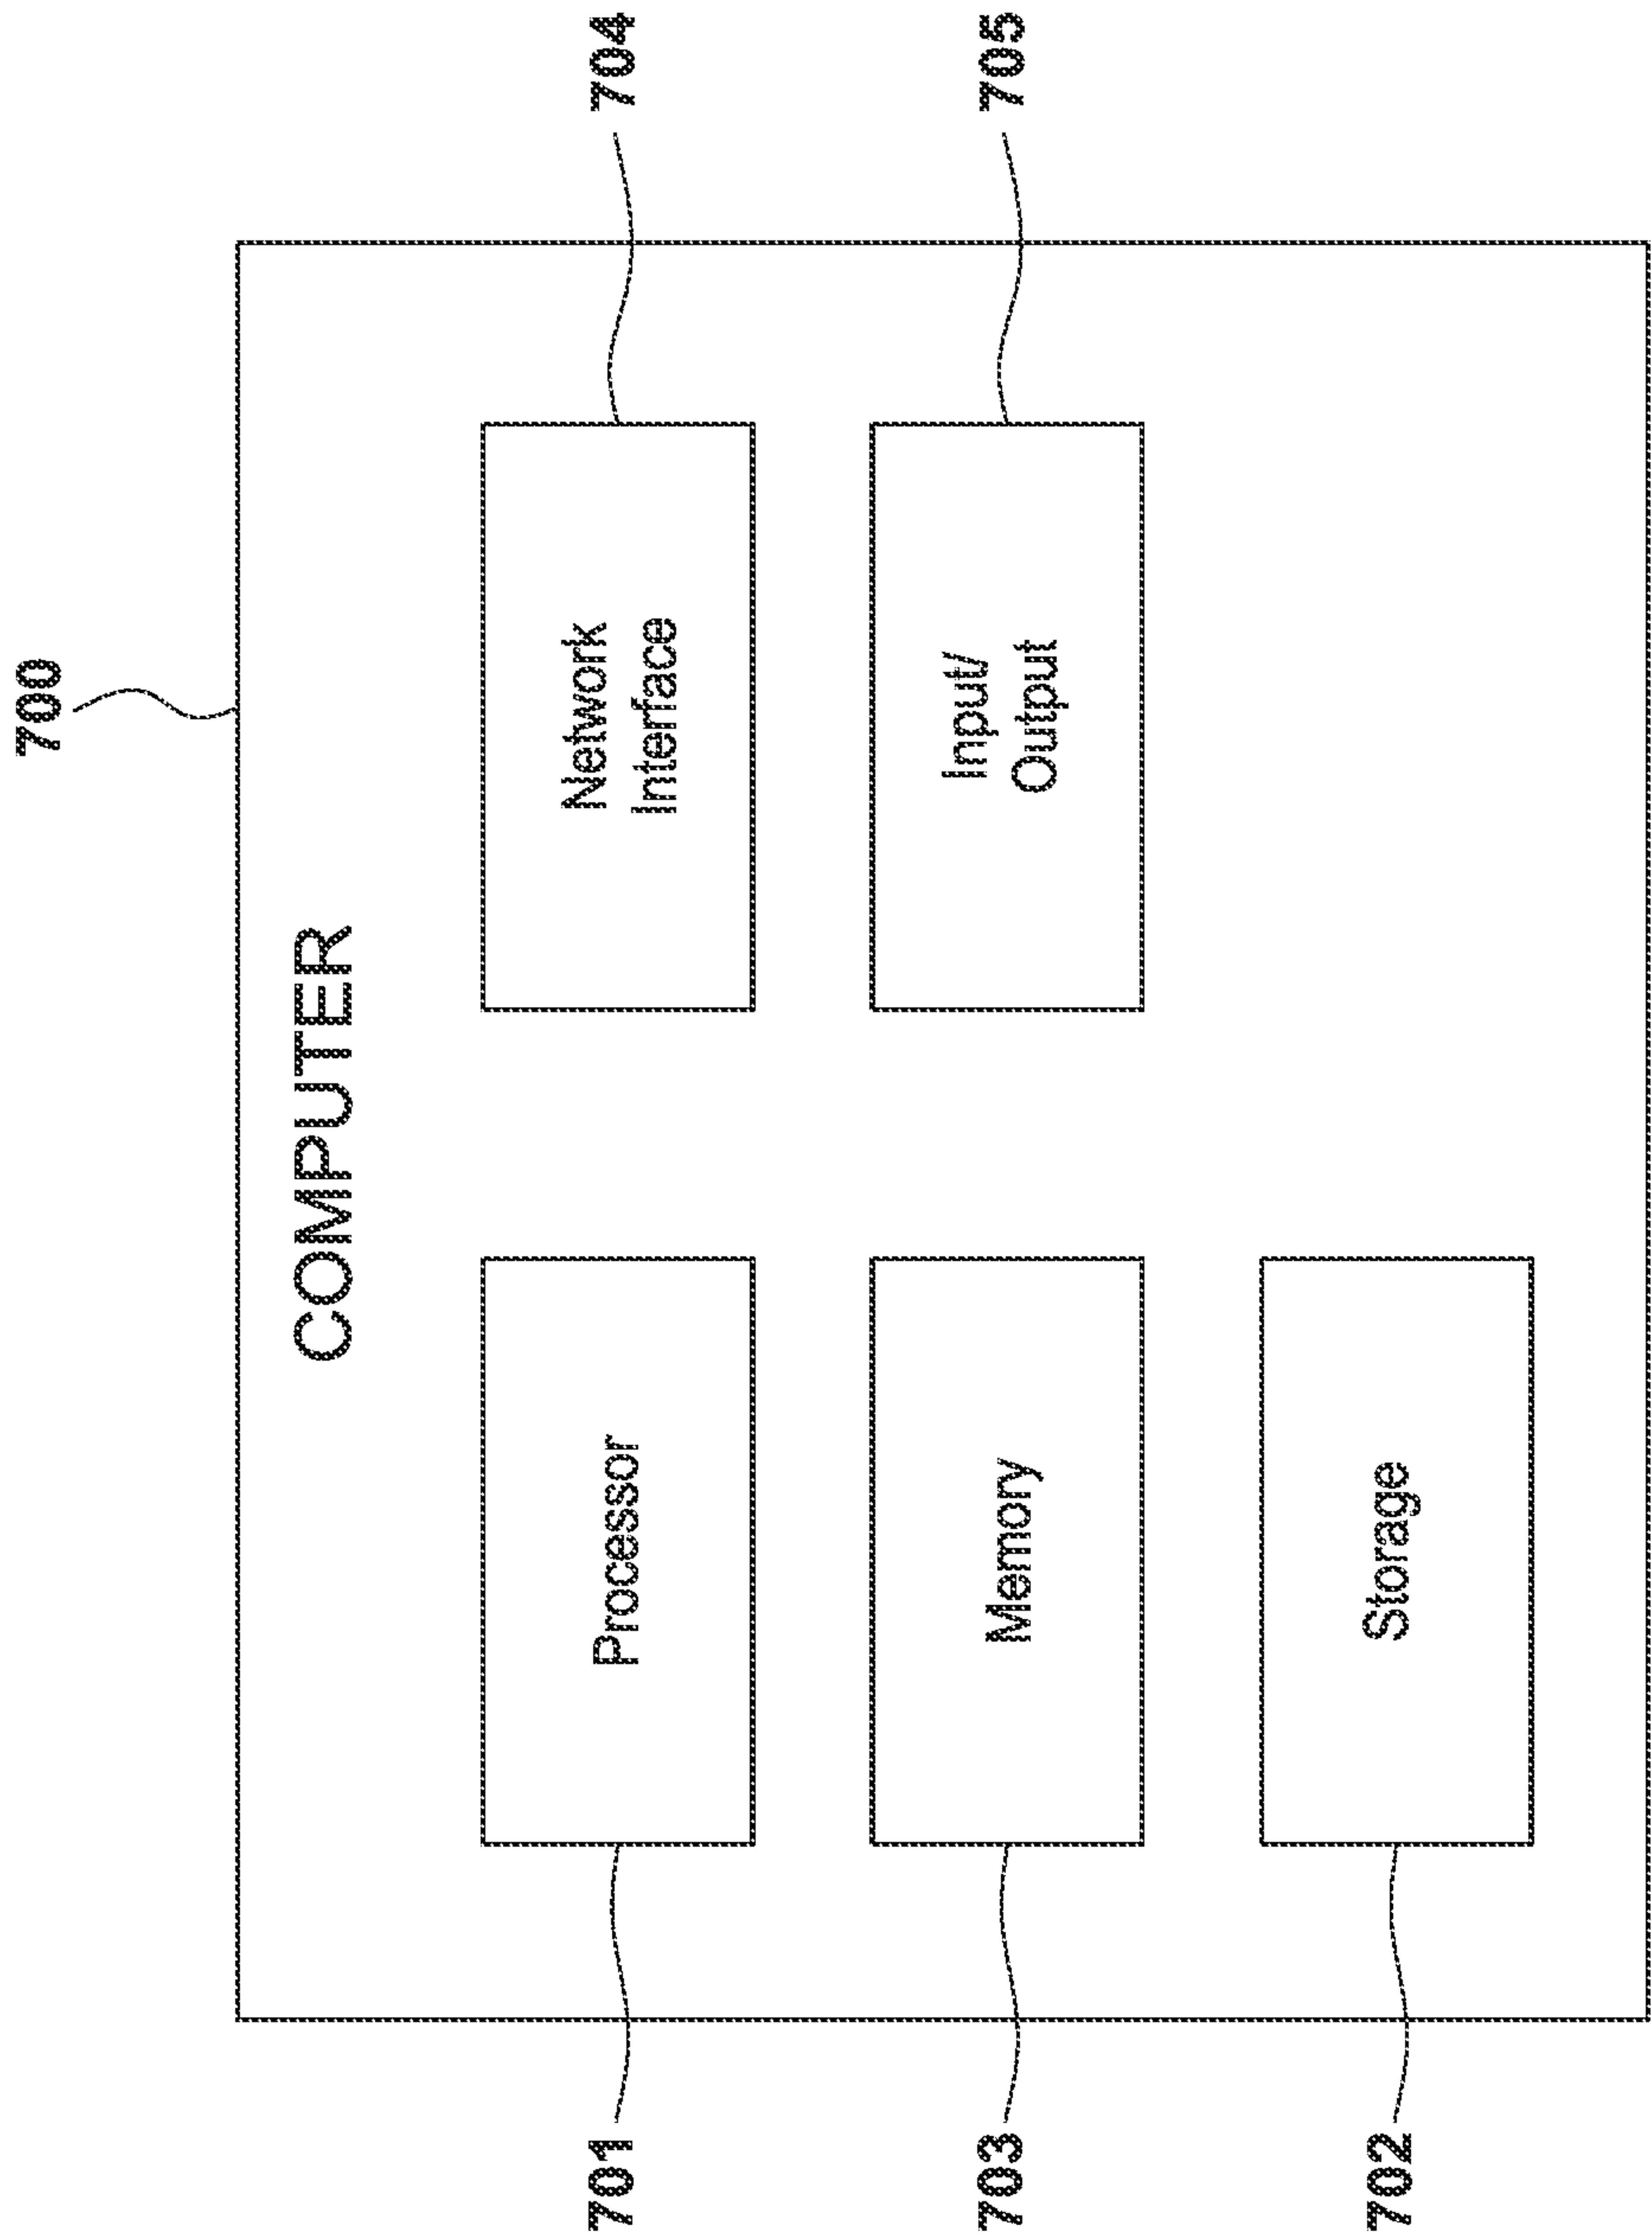 700
COMPUTER
701
Processor
Network
Interface
704
703
Memory
Input/
Output
705
702
Storage